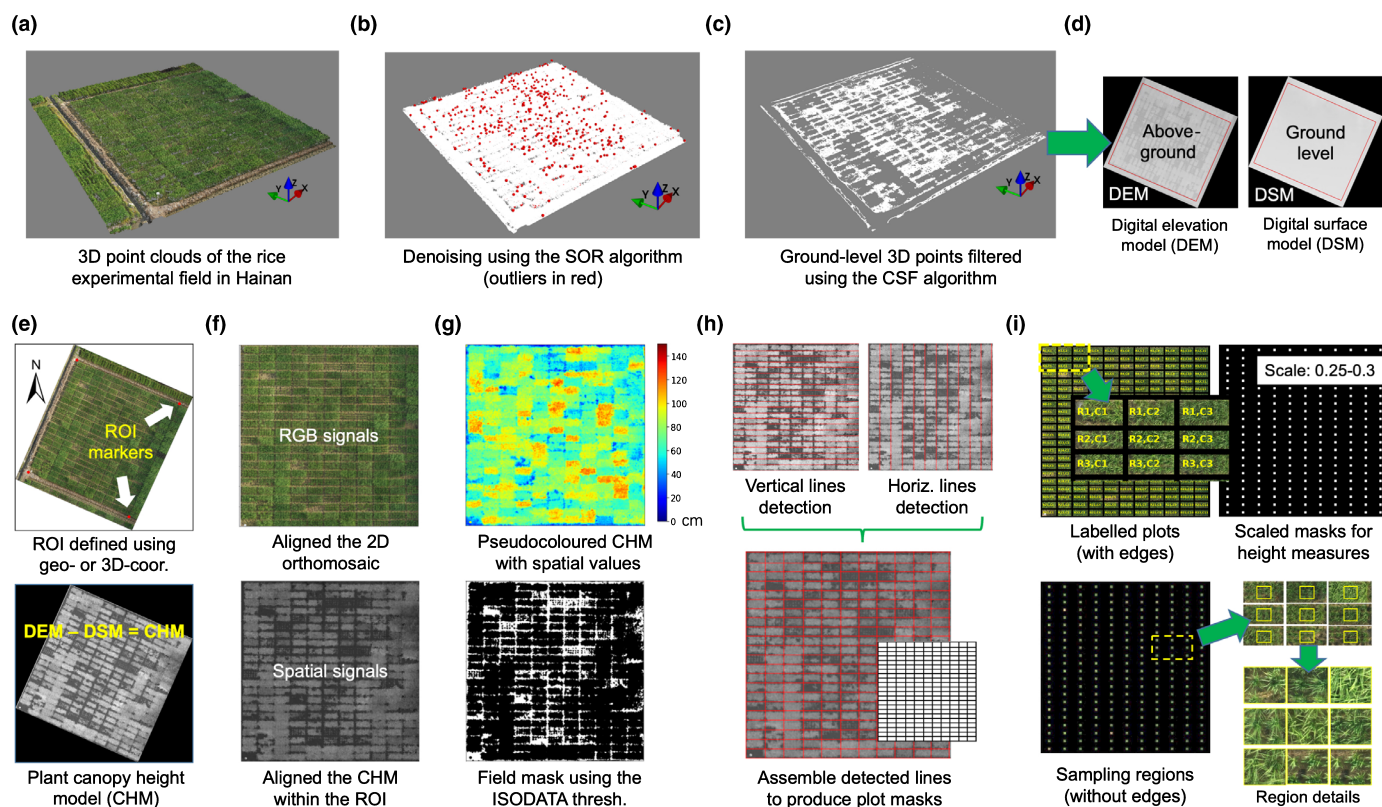 (a)
(b)
(c)
(d)
Z
Y
X
Z
Y
X
Z
Y
X
Above-
ground
DEM
Ground
level
DSM
3D point clouds of the rice
experimental field in Hainan
Denoising using the SOR algorithm
(outliers in red)
Ground-level 3D points filtered
using the CSF algorithm
Digital elevation
model (DEM)
Digital surface
model (DSM)
(e)
(f)
(g)
(h)
(i)
N
ROI
markers
ROI defined using
geo- or 3D-coor.
DEM – DSM = CHM
Plant canopy height
model (CHM)
RGB signals
Aligned the 2D
orthomosaic
Spatial signals
Aligned the CHM
within the ROI
140
120
100
80
60
40
20
0 cm
Pseudocoloured CHM
with spatial values
Field mask using the
ISODATA thresh.
Vertical lines
detection
Horiz. lines
detection
Assemble detected lines
to produce plot masks
R1,C1 R1,C2 R1,C3
R2,C1 R2,C2 R2,C3
R3,C1 R3,C2 R3,C3
Labelled plots
(with edges)
Scale: 0.25-0.3
Scaled masks for
height measures
Sampling regions
(without edges)
Region details